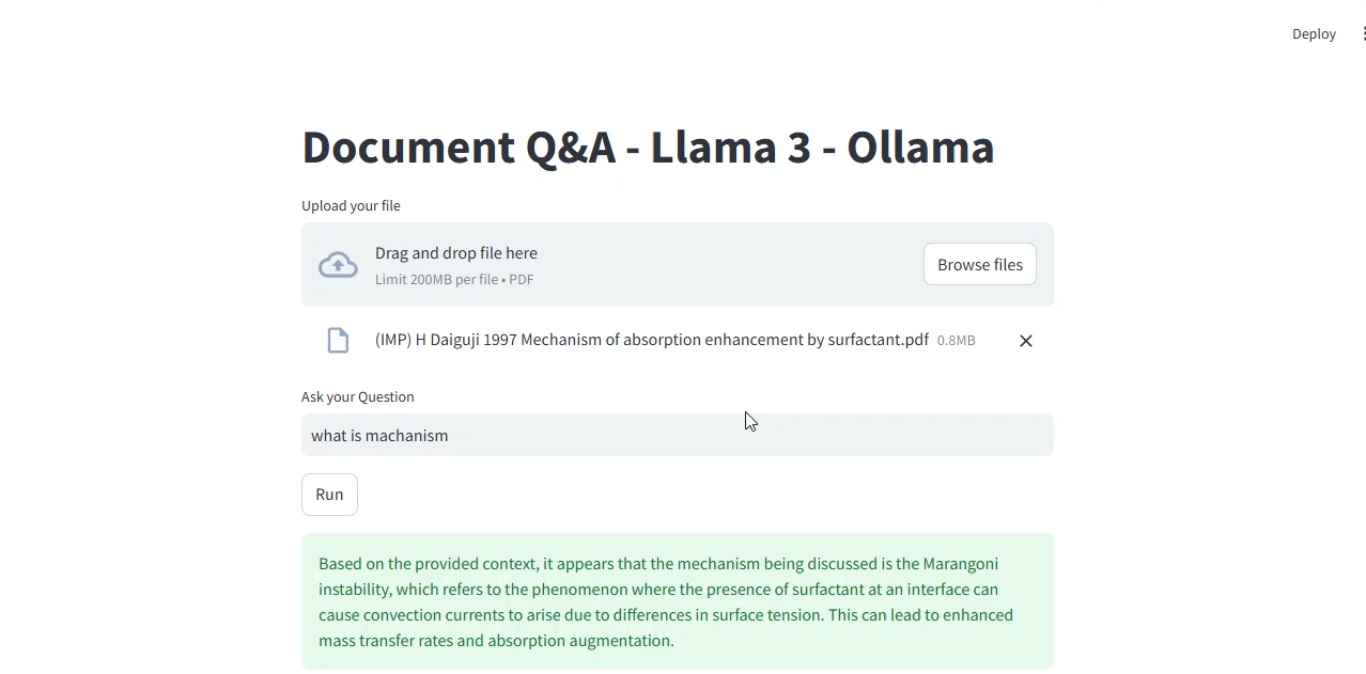 Deploy
Document Q&A - Llama 3 - Ollama
Upload your file
Drag and drop file here
Limit 200MB per file • PDF
Browse files
(IMP) H Daiguji 1997 Mechanism of absorption enhancement by surfactant.pdf 0.8MB
Ask your Question
what is machanism
Run
Based on the provided context, it appears that the mechanism being discussed is the Marangoni
instability, which refers to the phenomenon where the presence of surfactant at an interface can
cause convection currents to arise due to differences in surface tension. This can lead to enhanced
mass transfer rates and absorption augmentation.